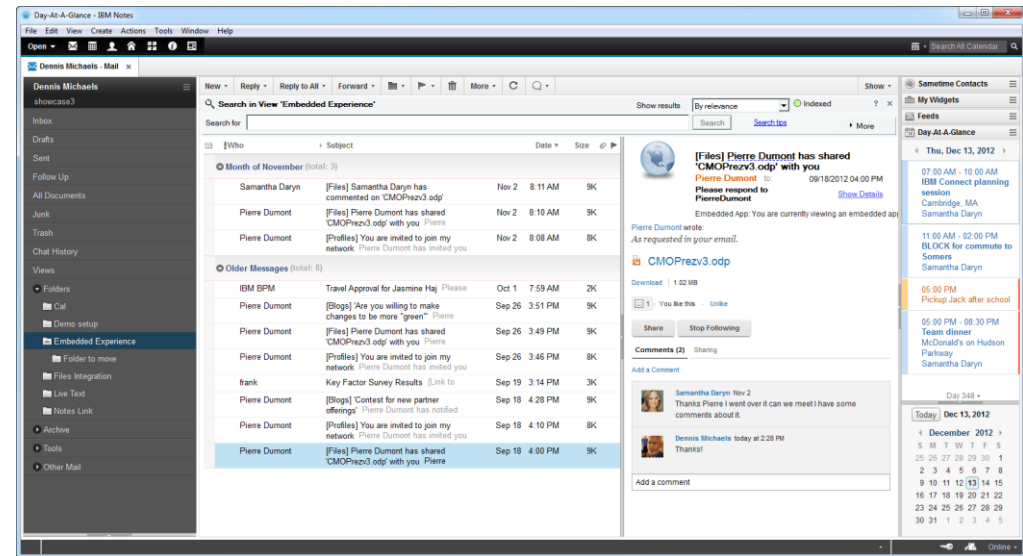 Day-At-A-Glance - IBM Notes
File Edit View Create Actions Tools Window Help
Open
Search All Calendar
Dennis Michaels - Mail ×
Dennis Michaels
showcase3
Inbox
Drafts
Sent
Follow Up
All Documents
Junk
Trash
Chat History
Views
Folders
Cal
Demo setup
Embedded Experience
Folder to move
Files Integration
Live Text
Notes Link
Archive
Tools
Other Mail
New Reply Reply to All Forward More Show
Search in View 'Embedded Experience'
Show results By relevance Indexed ? ×
Search for Search Search tips More
!Who Subject Date Size
Month of November (total: 3)
Samantha Daryn [Files] Samantha Daryn has Nov 2 8:11 AM 9K
commented on 'CMOPrezv3.odp'
Pierre Dumont [Files] Pierre Dumont has shared Nov 2 8:10 AM 9K
'CMOPrezv3.odp' with you Pierre
Pierre Dumont [Profiles] You are invited to join my Nov 2 8:08 AM 8K
network Pierre Dumont has invited you
Older Messages (total: 8)
IBM BPM Travel Approval for Jasmine Haj Please Oct 1 7:59 AM 2K
Pierre Dumont [Blogs] 'Are you willing to make Sep 26 3:51 PM 9K
changes to be more "green"' Pierre
Pierre Dumont [Files] Pierre Dumont has shared Sep 26 3:49 PM 9K
'CMOPrezv3.odp' with you Pierre
Pierre Dumont [Profiles] You are invited to join my Sep 26 3:46 PM 8K
network Pierre Dumont has invited you
frank Key Factor Survey Results [Link to Sep 19 3:14 PM 3K
Pierre Dumont [Blogs] 'Contest for new partner Sep 18 4:28 PM 9K
offerings' Pierre Dumont has notified
Pierre Dumont [Profiles] You are invited to join my Sep 18 4:10 PM 8K
network Pierre Dumont has invited you
Pierre Dumont [Files] Pierre Dumont has shared Sep 18 4:00 PM 9K
'CMOPrezv3.odp' with you Pierre
[Files] Pierre Dumont has shared
'CMOPrezv3.odp' with you
Pierre Dumont to: 09/18/2012 04:00 PM
Please respond to
PierreDumont
Show Details
Embedded App: You are currently viewing an embedded ap
Pierre Dumont wrote:
As requested in your email.
CMOPrezv3.odp
Download 1.02 MB
1 You like this - Unlike
Share Stop Following
Comments (2) Sharing
Add a Comment
Samantha Daryn Nov 2
Thanks Pierre I went over it can we meet I have some
comments about it.
Dennis Michaels today at 2:28 PM
Thanks!
Add a comment
Sametime Contacts
My Widgets
Feeds
Day-At-A-Glance
Thu, Dec 13, 2012
07:00 AM - 10:00 AM
IBM Connect planning
session
Cambridge, MA
Samantha Daryn
11:00 AM - 02:00 PM
BLOCK for commute to
Somers
Samantha Daryn
05:00 PM
Pickup Jack after school
05:00 PM - 08:30 PM
Team dinner
McDonald's on Hudson
Parkway
Samantha Daryn
Day 348
Today Dec 13, 2012
December 2012
S M T W T F S
25 26 27 28 29 30 1
2 3 4 5 6 7 8
9 10 11 12 13 14 15
16 17 18 19 20 21 22
23 24 25 26 27 28 29
30 31 1 2 3 4 5
Online